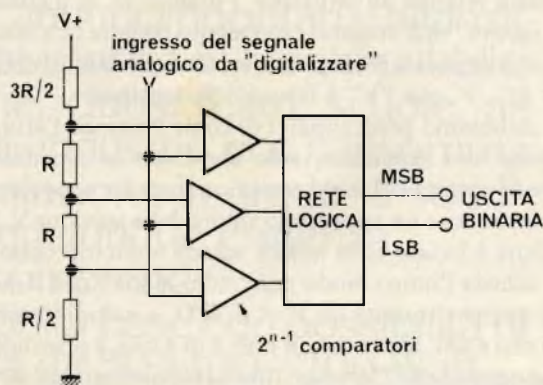 V+
ingresso del segnale
analogico da "digitalizzare"
V
3R/2
R
R
R/2
RETE
LOGICA
MSB
LSB
USCITA
BINARIA
2ⁿ⁻¹ comparatori